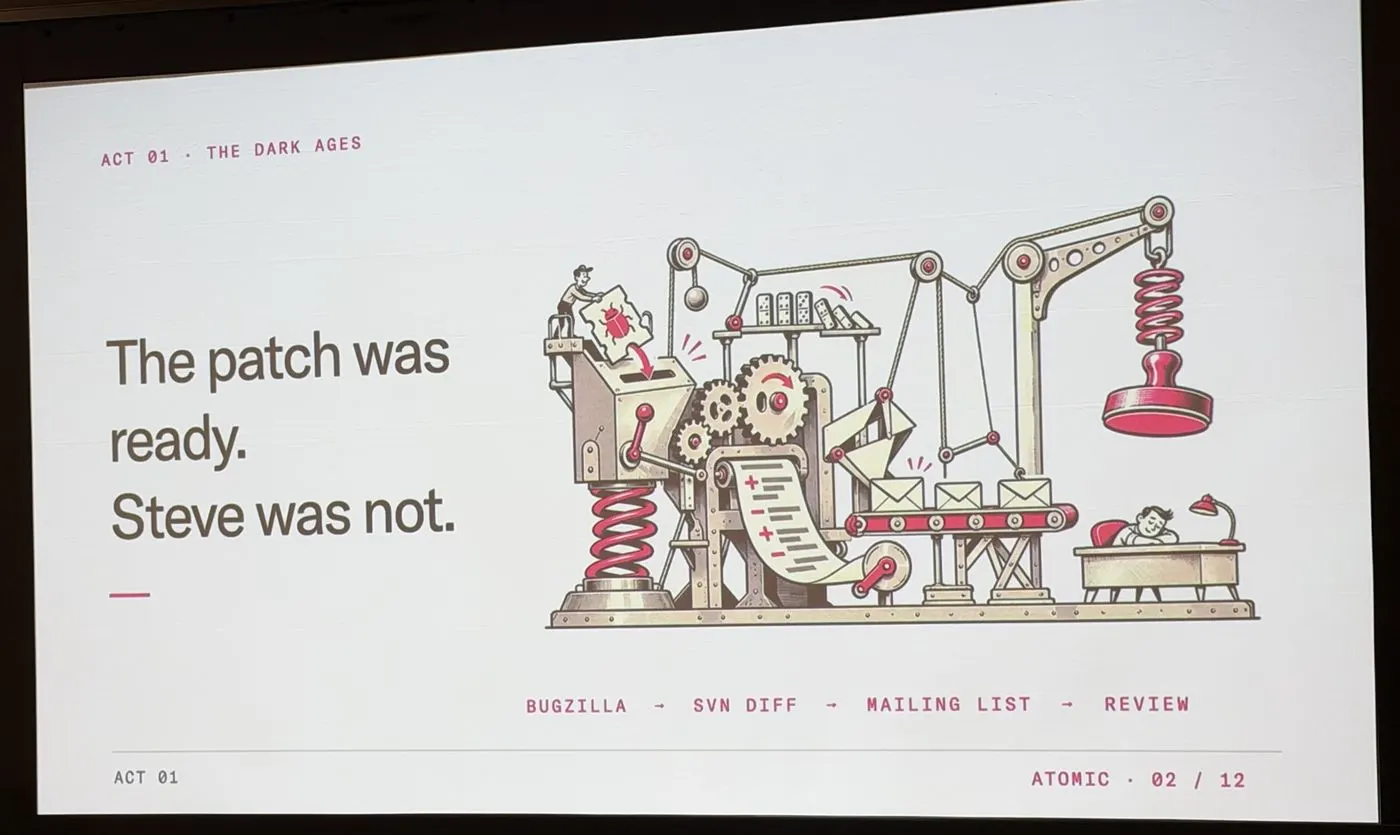 ACT 01 · THE DARK AGES
The patch was
ready.
Steve was not.
BUGZILLA → SVN DIFF → MAILING LIST → REVIEW
ACT 01
ATOMIC · 02 / 12